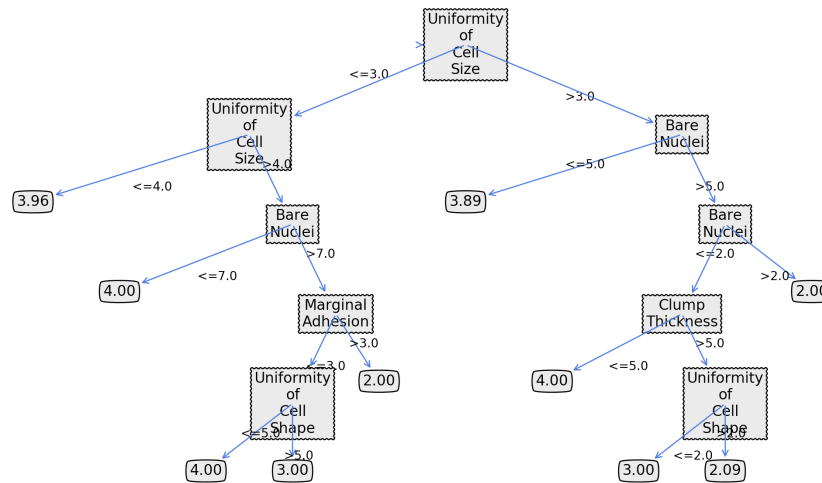 Uniformity
of
Cell
Size
<=3.0
>3.0
Uniformity
of
Cell
Size
Bare
Nuclei
<=4.0
>4.0
<=5.0
>5.0
3.96
Bare
Nuclei
3.89
Bare
Nuclei
<=7.0
>7.0
<=2.0
>2.0
4.00
Marginal
Adhesion
Clump
Thickness
2.00
<=3.0
>3.0
<=5.0
>5.0
Uniformity
of
Cell
Shape
2.00
4.00
Uniformity
of
Cell
Shape
<=5.0
>5.0
<=2.0
>2.0
4.00
3.00
3.00
2.09